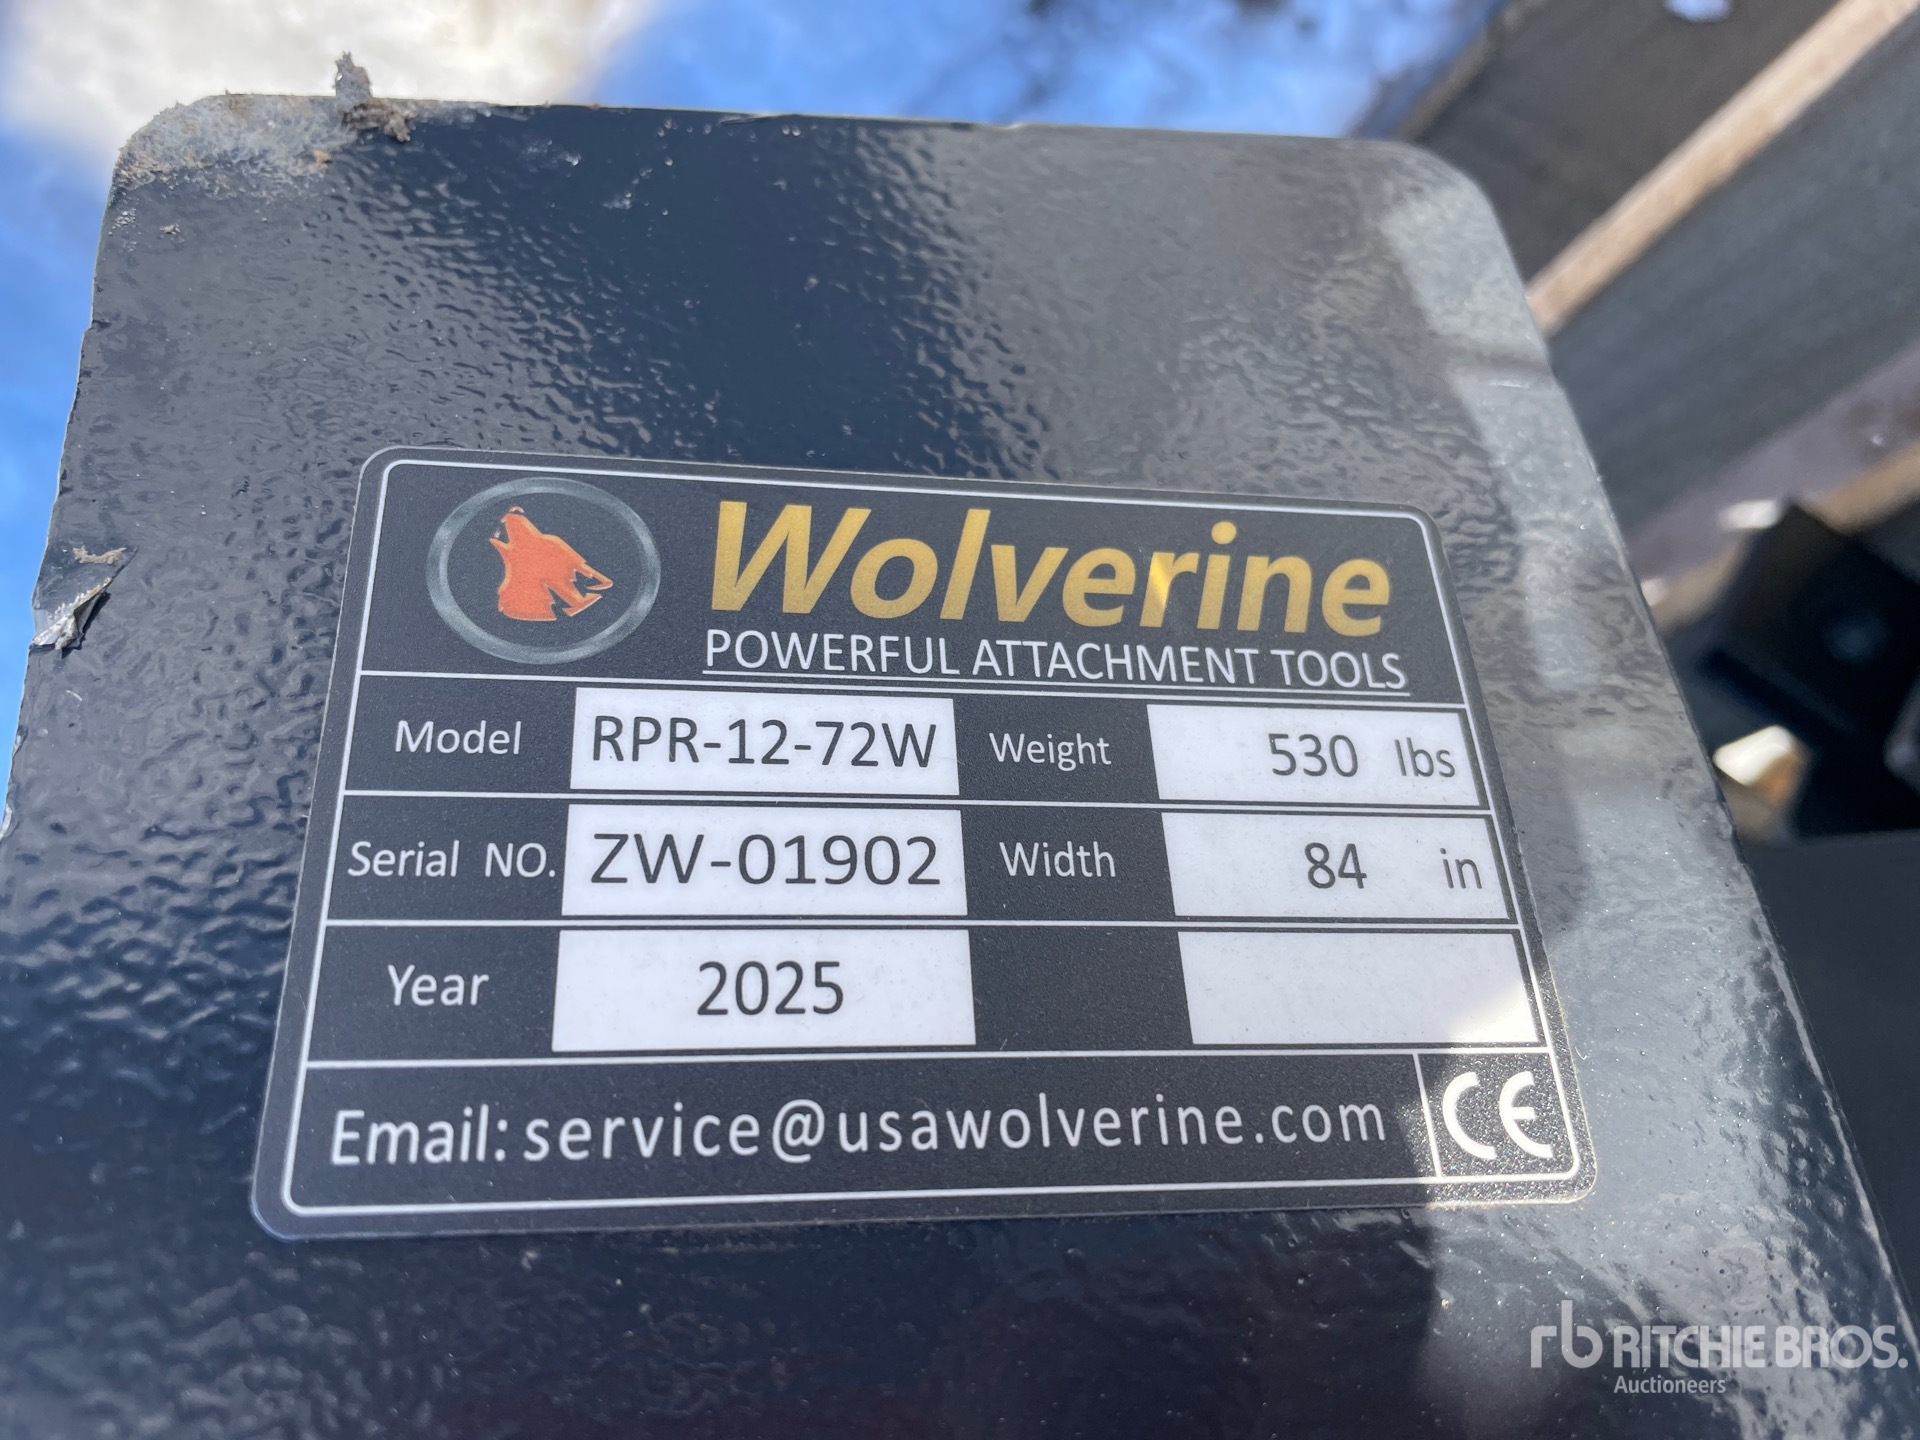 Wolverine
POWERFUL ATTACHMENT TOOLS
Model RPR-12-72W Weight 530 lbs
Serial NO. ZW-01902 Width 84 in
Year 2025
Email: service@usawolverine.com CE
rb RITCHIE BROS.
Auctioneers